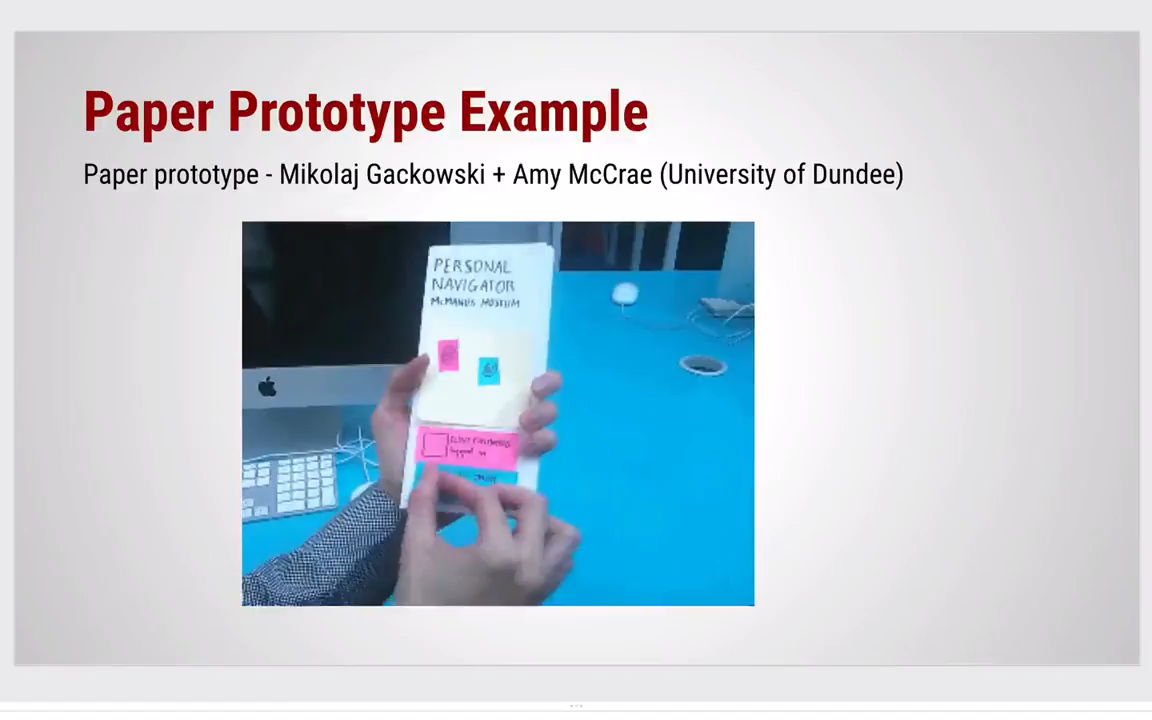 Paper Prototype Example
Paper prototype - Mikolaj Gackowski + Amy McCrae (University of Dundee)
PERSONAL
NAVIGATOR
McMANUS MUSEUM